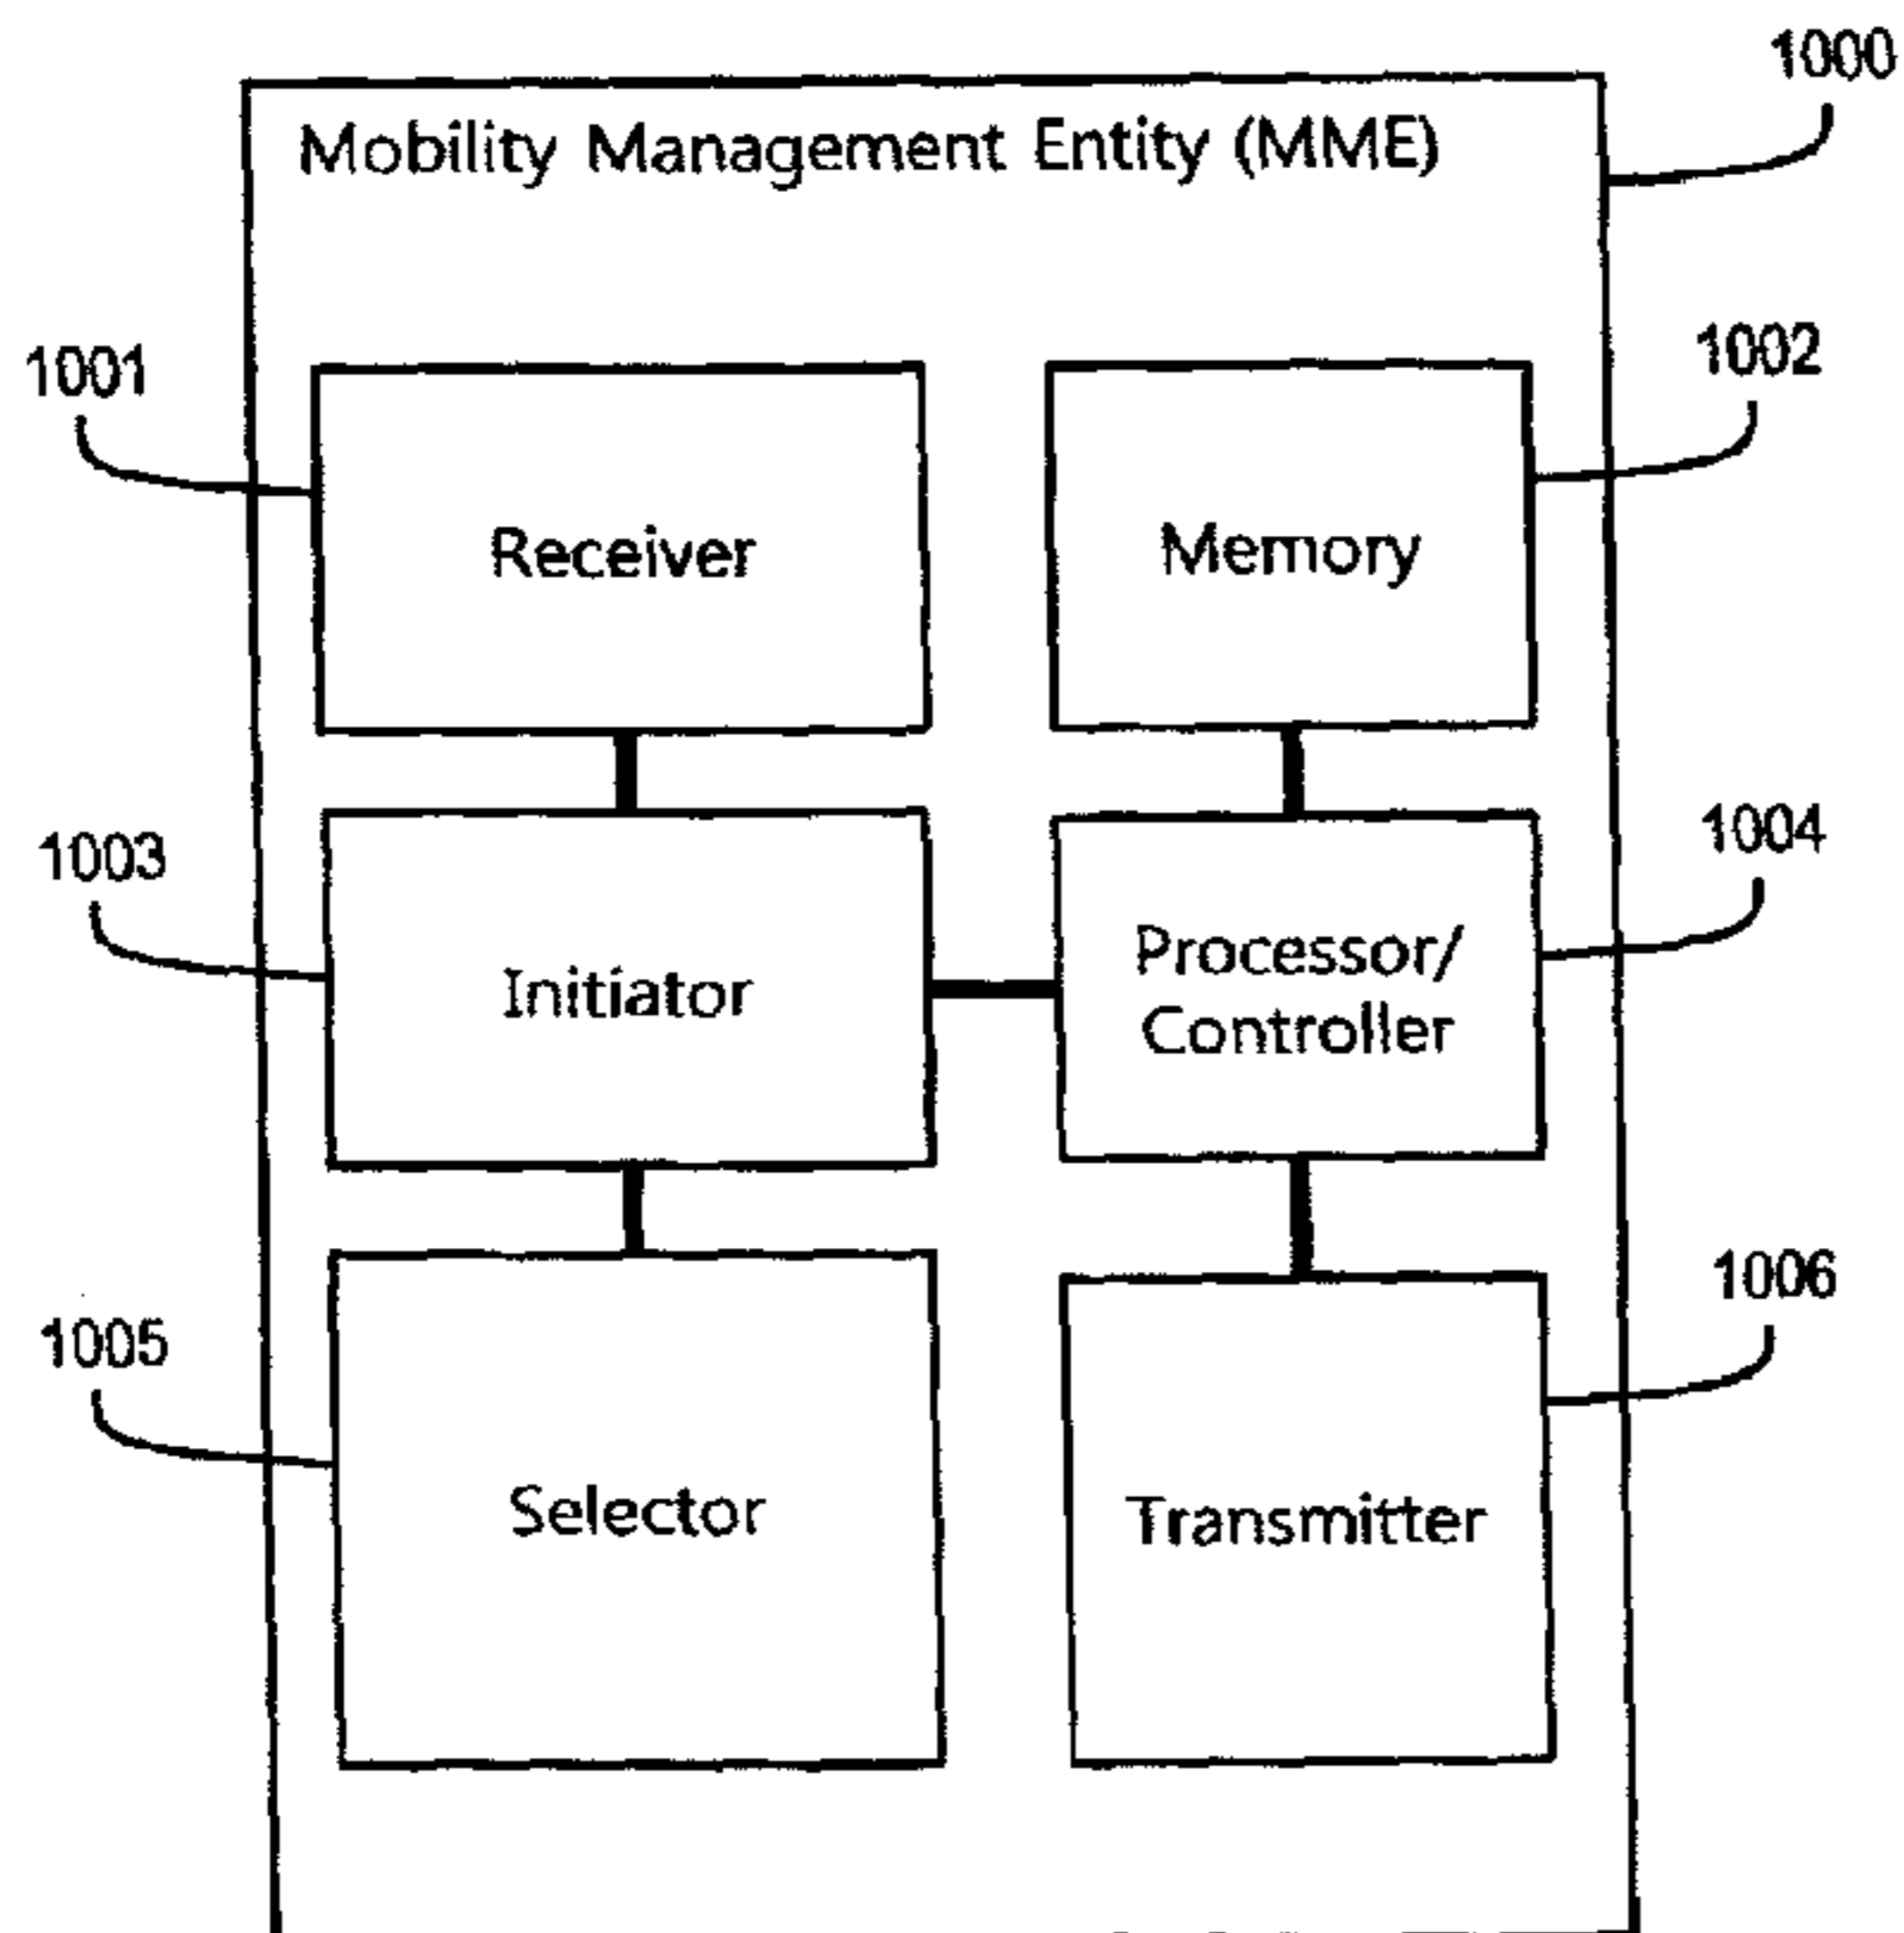 1000
Mobility Management Entity (MME)
1001
1002
Receiver
Memory
1003
1004
Initiator
Processor/
Controller
1005
1006
Selector
Transmitter